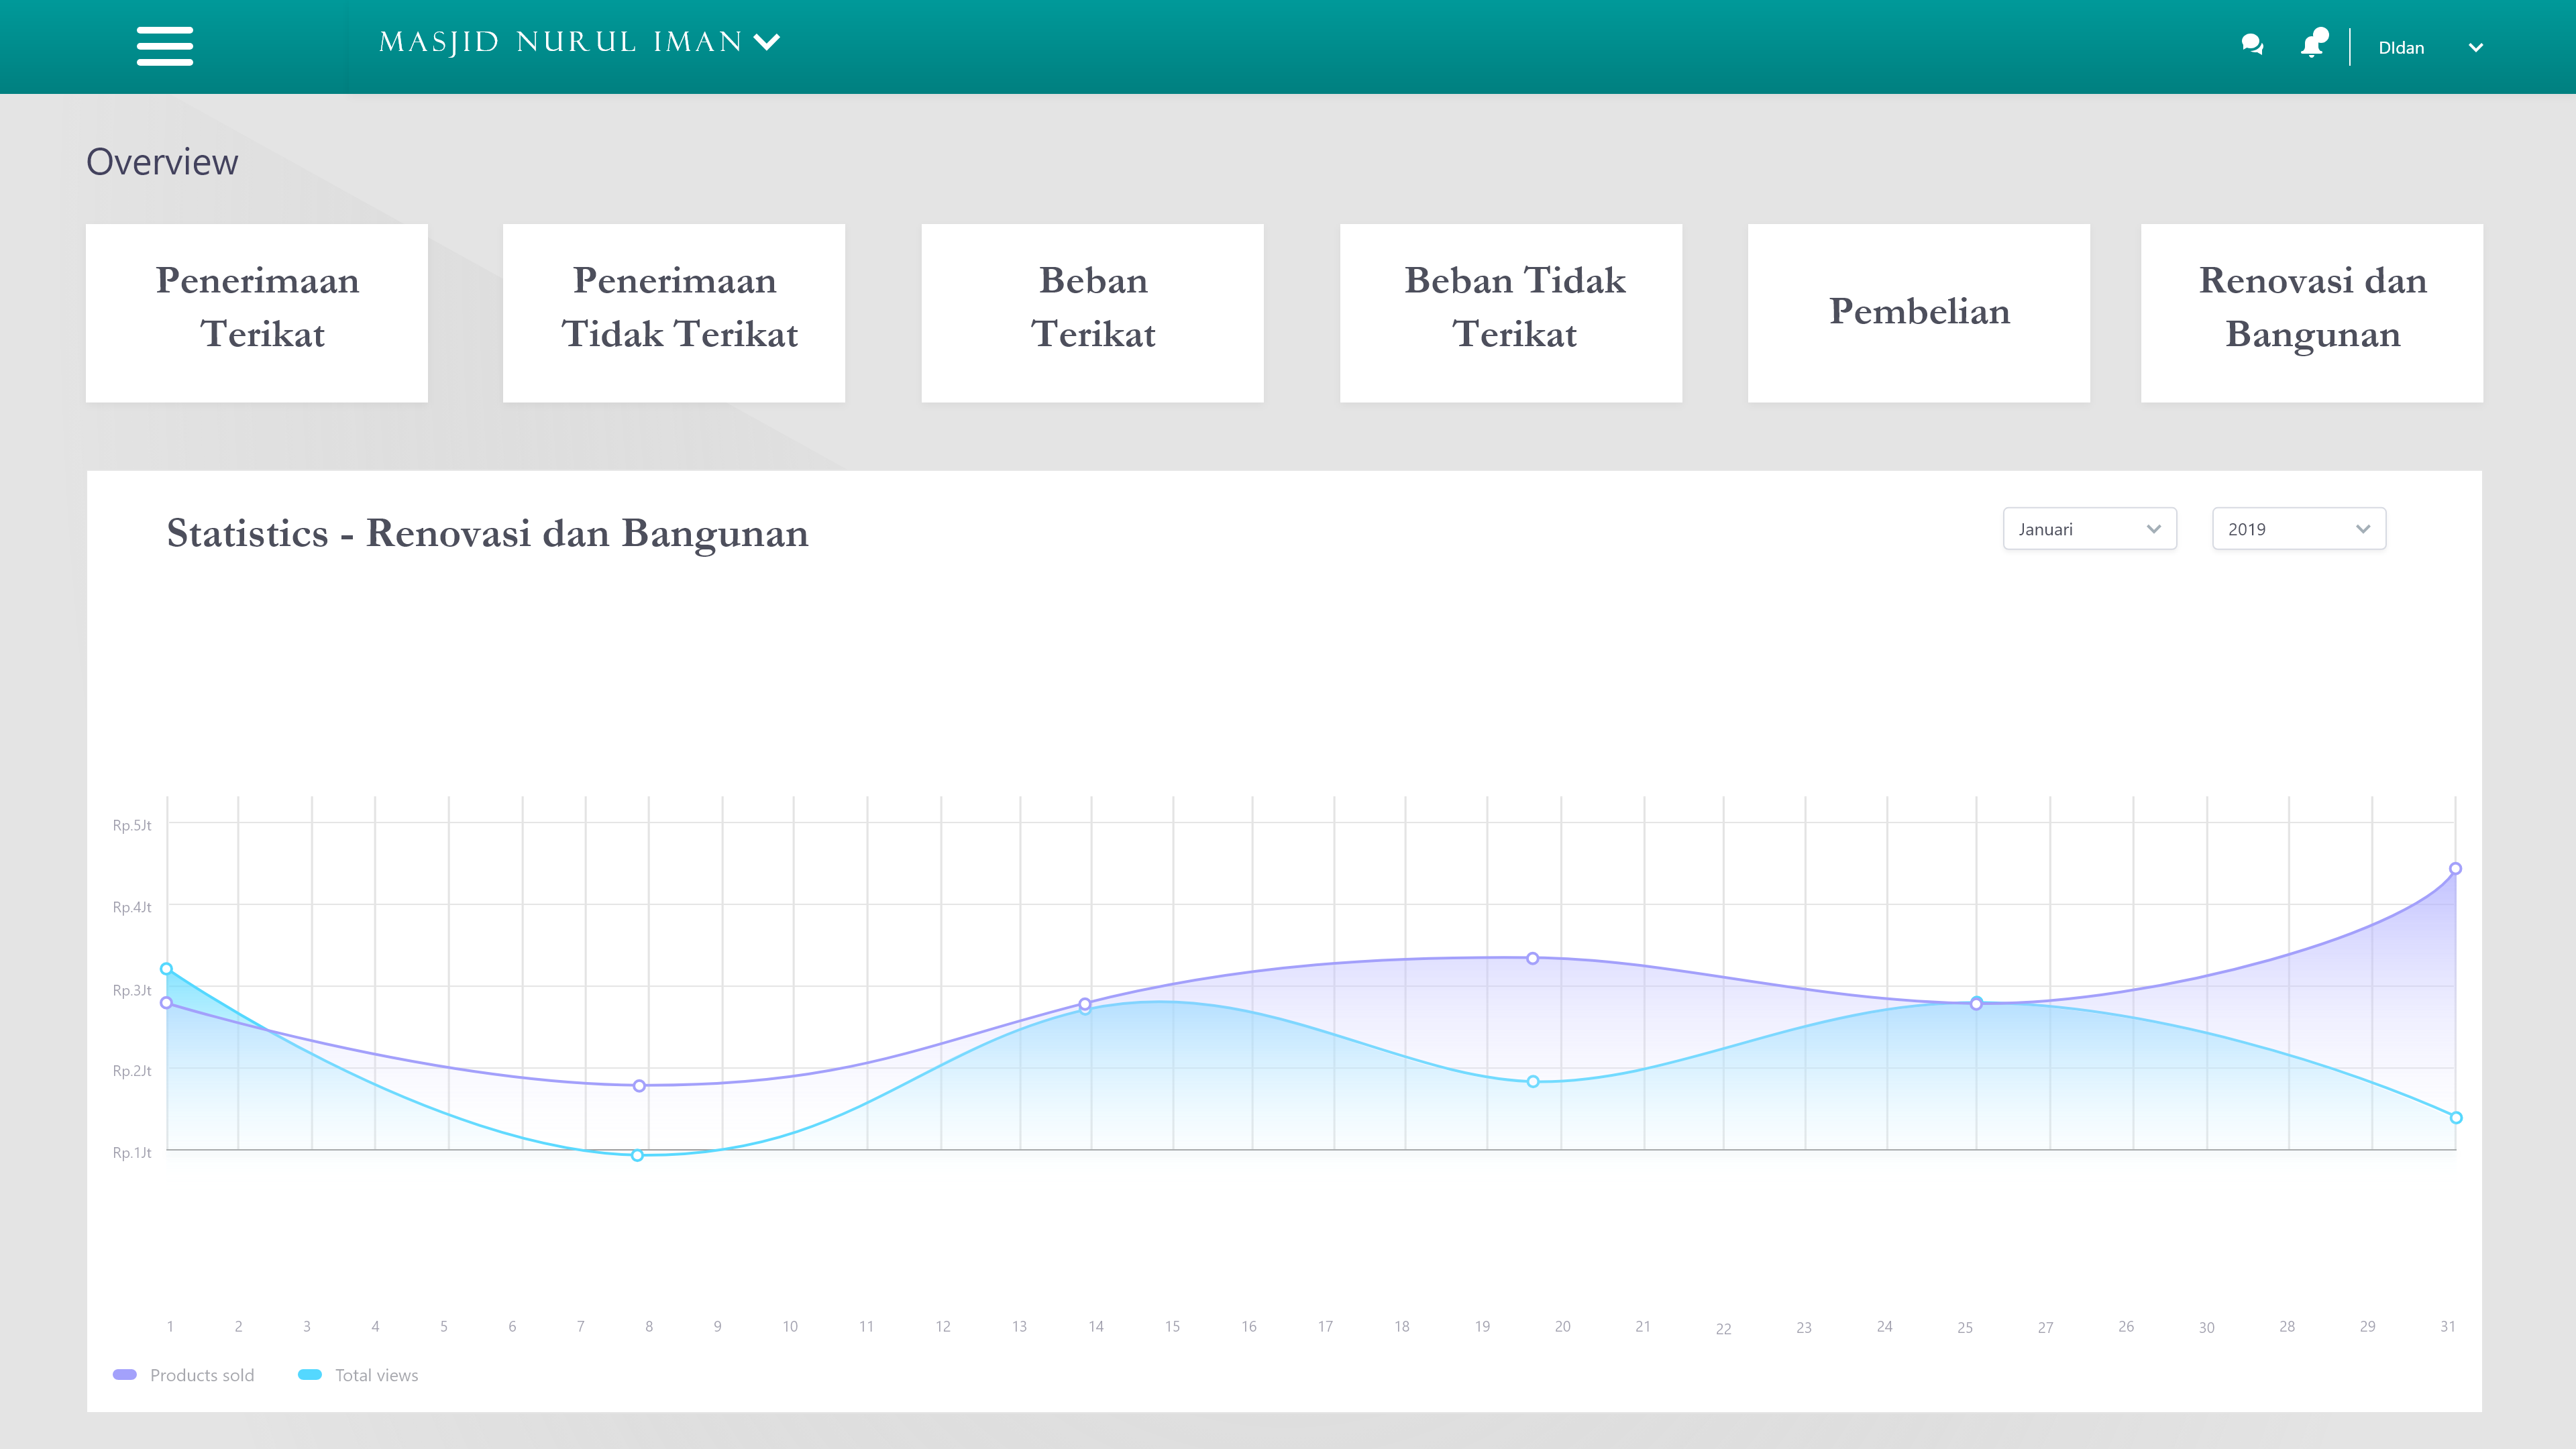 MASJID NURUL IMAN
DIdan
Overview
Penerimaan
Terikat
Penerimaan
Tidak Terikat
Beban
Terikat
Beban Tidak
Terikat
Pembelian
Renovasi dan
Bangunan
Statistics - Renovasi dan Bangunan
Januari
2019
Rp.5Jt
Rp.4Jt
Rp.3Jt
Rp.2Jt
Rp.1Jt
1 2 3 4 5 6 7 8 9 10 11 12 13 14 15 16 17 18 19 20 21 22 23 24 25 27 26 30 28 29 31
Products sold
Total views